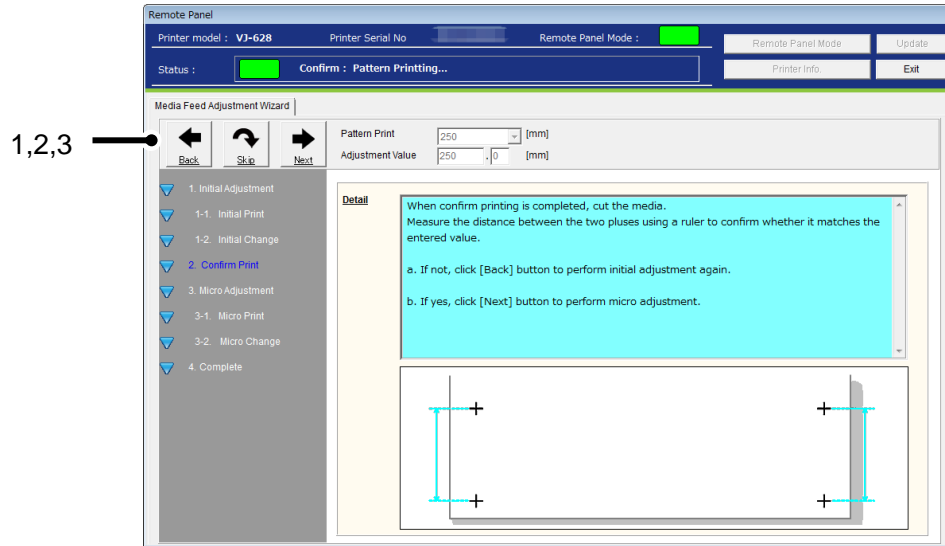 Remote Panel
Printer model : VJ-628 Printer Serial No Remote Panel Mode :
Remote Panel Mode Update
Status : Confirm : Pattern Printting...
Printer Info. Exit
Media Feed Adjustment Wizard
1,2,3
Back Skip Next
Pattern Print 250 [mm]
Adjustment Value 250 . 0 [mm]
1. Initial Adjustment
1-1. Initial Print
1-2. Initial Change
2. Confirm Print
3. Micro Adjustment
3-1. Micro Print
3-2. Micro Change
4. Complete
Detail
When confirm printing is completed, cut the media.
Measure the distance between the two pluses using a ruler to confirm whether it matches the
entered value.
a. If not, click [Back] button to perform initial adjustment again.
b. If yes, click [Next] button to perform micro adjustment.